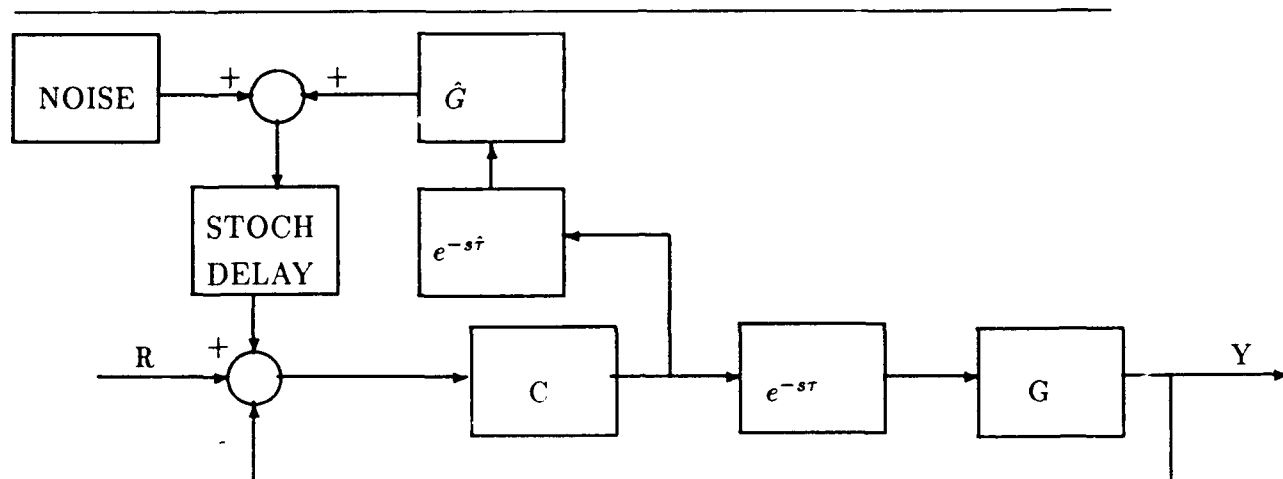 + +
NOISE
Ĝ
STOCH
DELAY
e^{-sτ̂}
R +
Y
C
e^{-sτ}
G
-